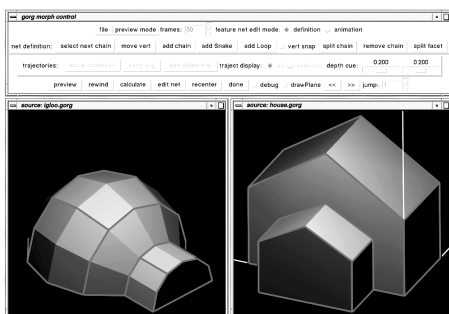 gorg morph control
file preview mode frames: 50 feature net edit mode: definition animation
net definition: select next chain move vert add chain add Snake add Loop vert snap split chain remove chain split facet
trajectories: traject display: depth cue: 0.200 0.200
preview rewind calculate edit net recenter done debug drawPlane << >> jump: 1
source: igloo.gorg
source: house.gorg